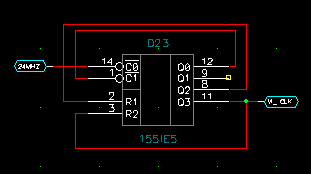 D23
24MHZ
14 C0 Q0 12
1 C1 Q1 9
Q2 8
2 R1 Q3 11
3 R2
VI_CLK
155IE5